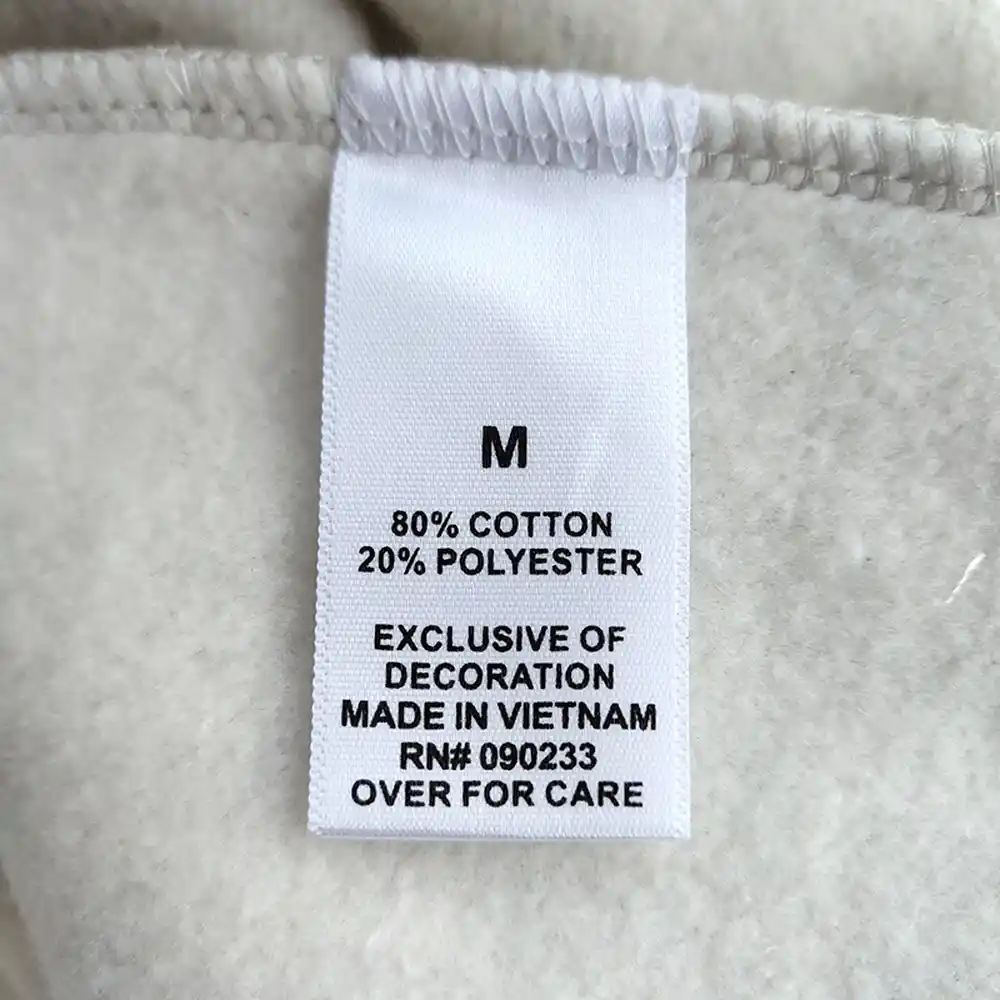 M
80% COTTON
20% POLYESTER
EXCLUSIVE OF
DECORATION
MADE IN VIETNAM
RN# 090233
OVER FOR CARE